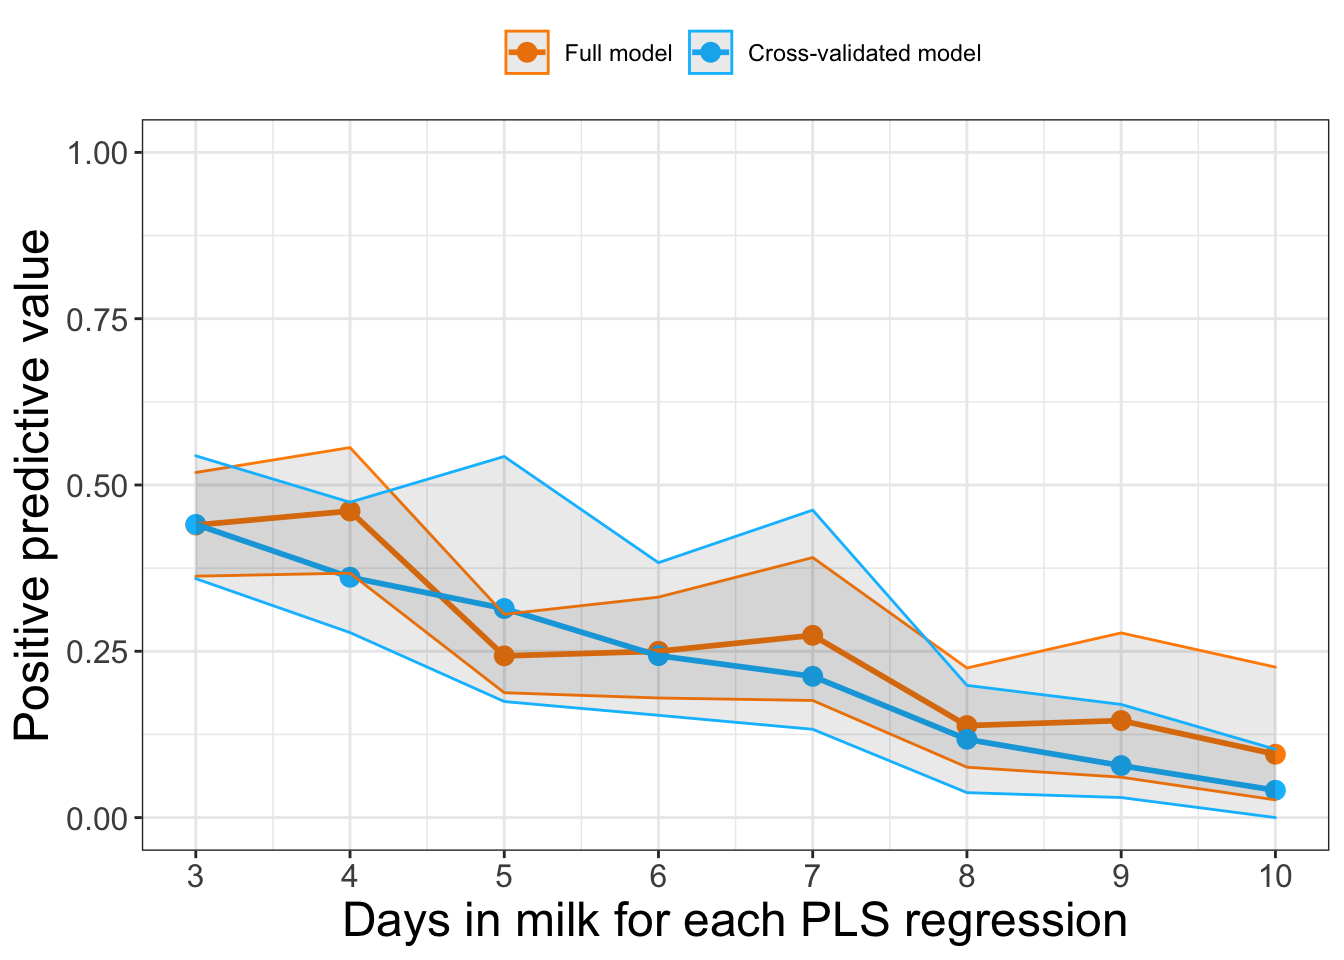 Full model Cross-validated model
Positive predictive value
1.00
0.75
0.50
0.25
0.00
3 4 5 6 7 8 9 10
Days in milk for each PLS regression